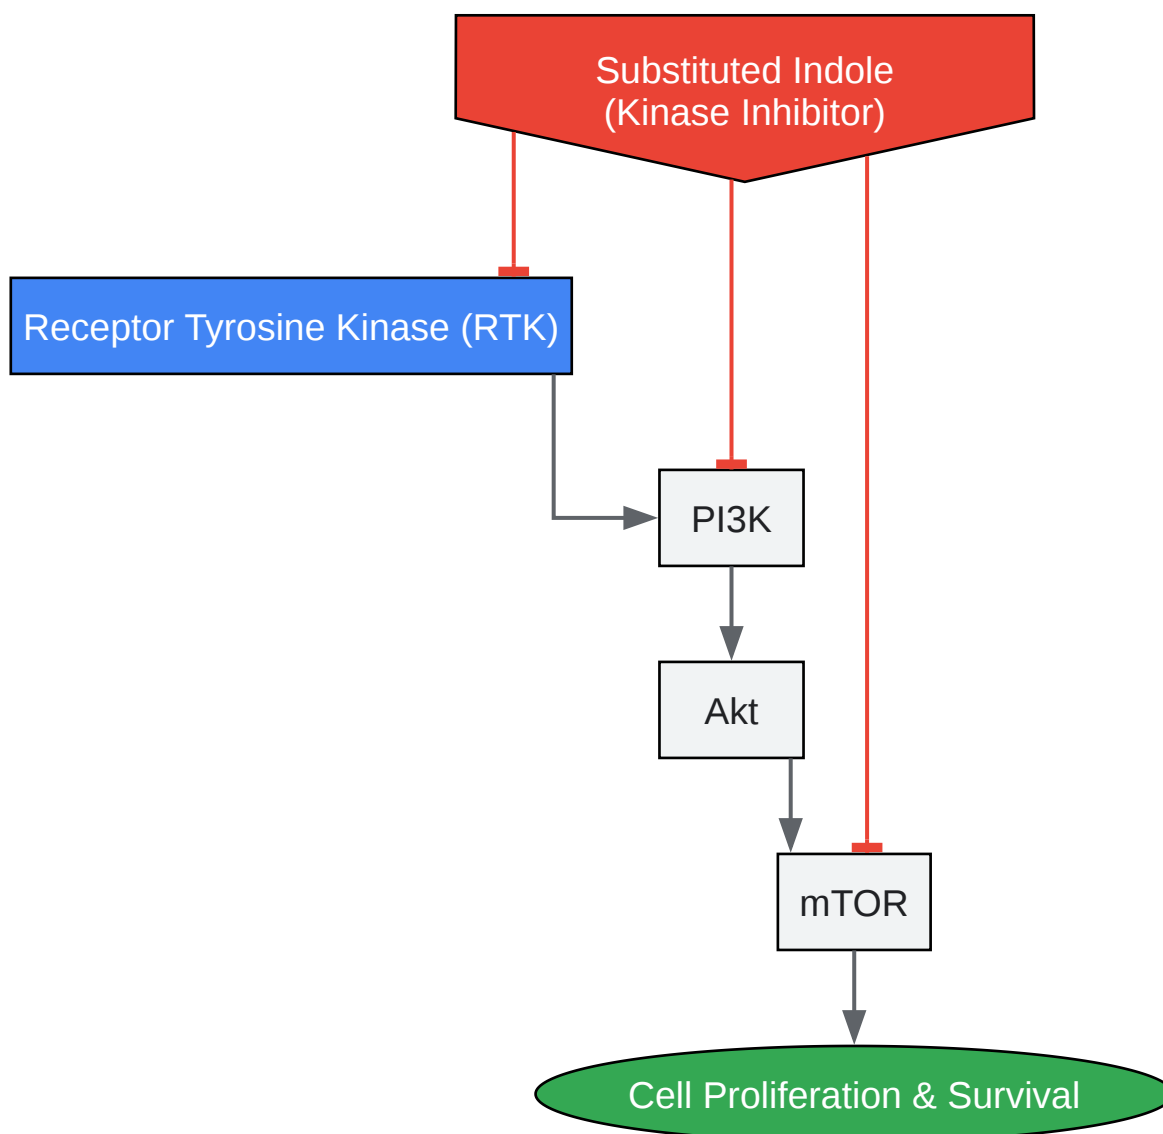 Substituted Indole
(Kinase Inhibitor)
Receptor Tyrosine Kinase (RTK)
PI3K
Akt
mTOR
Cell Proliferation & Survival